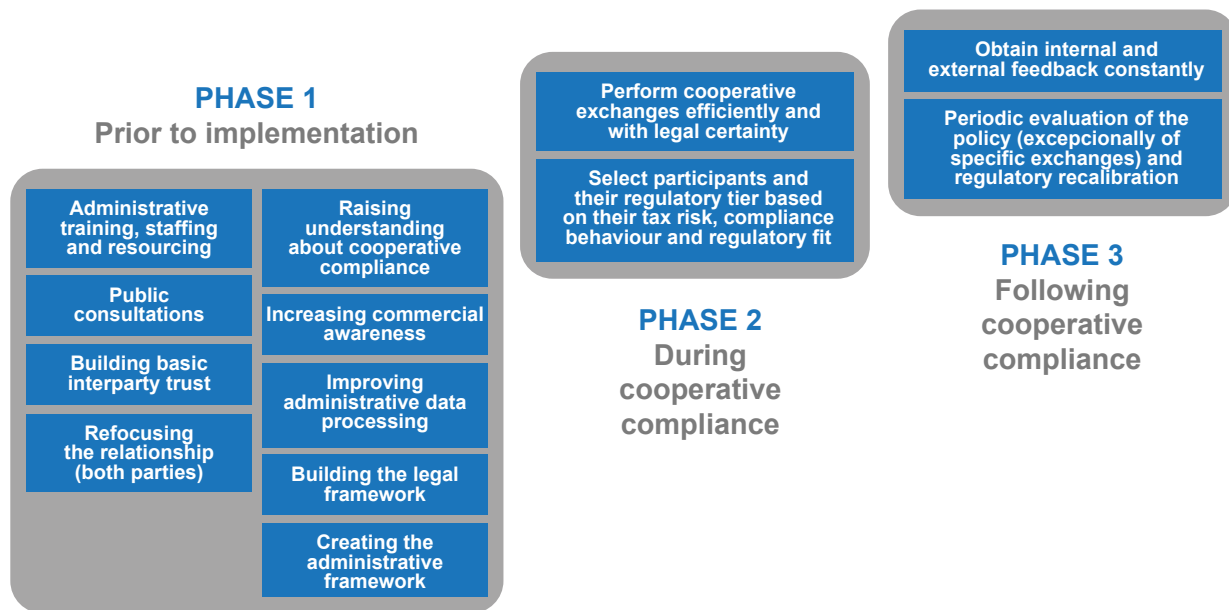 PHASE 1
Prior to implementation
Administrative
training, staffing
and resourcing
Public
consultations
Building basic
interparty trust
Refocusing
the relationship
(both parties)
Raising
understanding
about cooperative
compliance
Increasing commercial
awareness
Improving
administrative data
processing
Building the legal
framework
Creating the
administrative
framework
Perform cooperative
exchanges efficiently and
with legal certainty
Select participants and
their regulatory tier based
on their tax risk, compliance
behaviour and regulatory fit
PHASE 2
During
cooperative
compliance
Obtain internal and
external feedback constantly
Periodic evaluation of the
policy (excepcionally of
specific exchanges) and
regulatory recalibration
PHASE 3
Following
cooperative
compliance